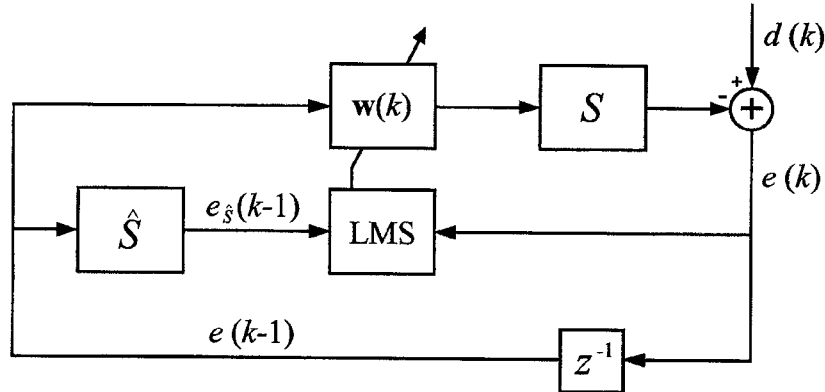 d (k)
w(k)
S
+
-
+
e (k)
Ŝ
e_ŝ(k-1)
LMS
e (k-1)
z⁻¹